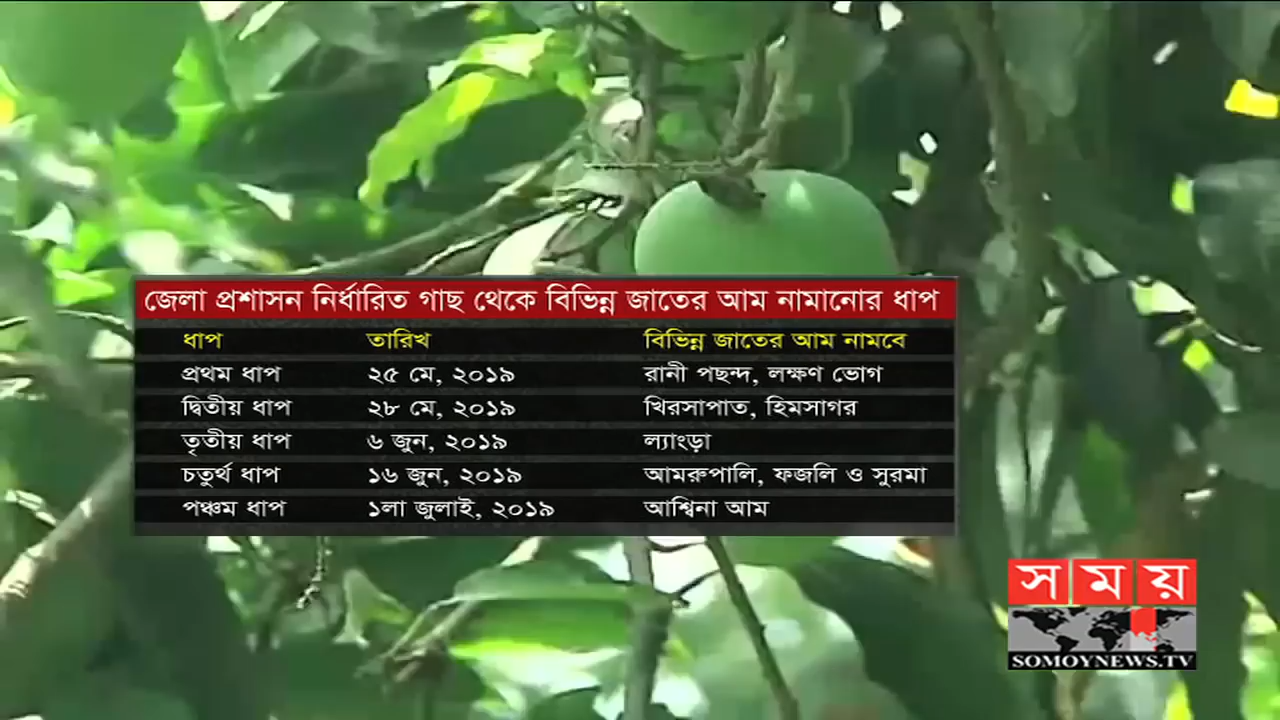 জেলা প্রশাসন নির্ধারিত গাছ থেকে বিভিন্ন জাতের আম নামানোর ধাপ
ধাপ তারিখ বিভিন্ন জাতের আম নামবে
প্রথম ধাপ ২৫ মে, ২০১৯ রানী পছন্দ, লক্ষণ ভোগ
দ্বিতীয় ধাপ ২৮ মে, ২০১৯ খিরসাপাত, হিমসাগর
তৃতীয় ধাপ ৬ জুন, ২০১৯ ল্যাংড়া
চতুর্থ ধাপ ১৬ জুন, ২০১৯ আমরুপালি, ফজলি ও সুরমা
পঞ্চম ধাপ ১লা জুলাই, ২০১৯ আশ্বিনা আম
সময়
SOMOYNEWS.TV